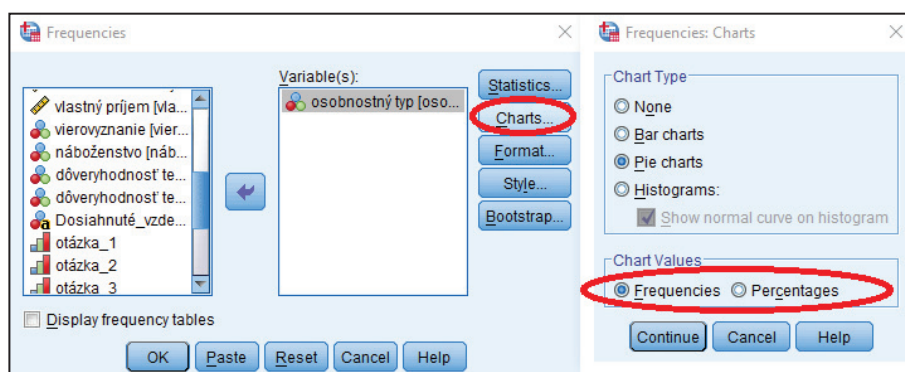 Frequencies
Variable(s):
vlastný príjem [vla...
vierovyznanie [vier...
náboženstvo [náb...
dôveryhodnosť te...
dôveryhodnosť te...
Dosiahnuté_vzde...
otázka_1
otázka_2
otázka_3
osobnostný typ [oso...
Statistics...
Charts...
Format...
Style...
Bootstrap...
Display frequency tables
OK Paste Reset Cancel Help
Frequencies: Charts
Chart Type
None
Bar charts
Pie charts
Histograms:
Show normal curve on histogram
Chart Values
Frequencies Percentages
Continue Cancel Help